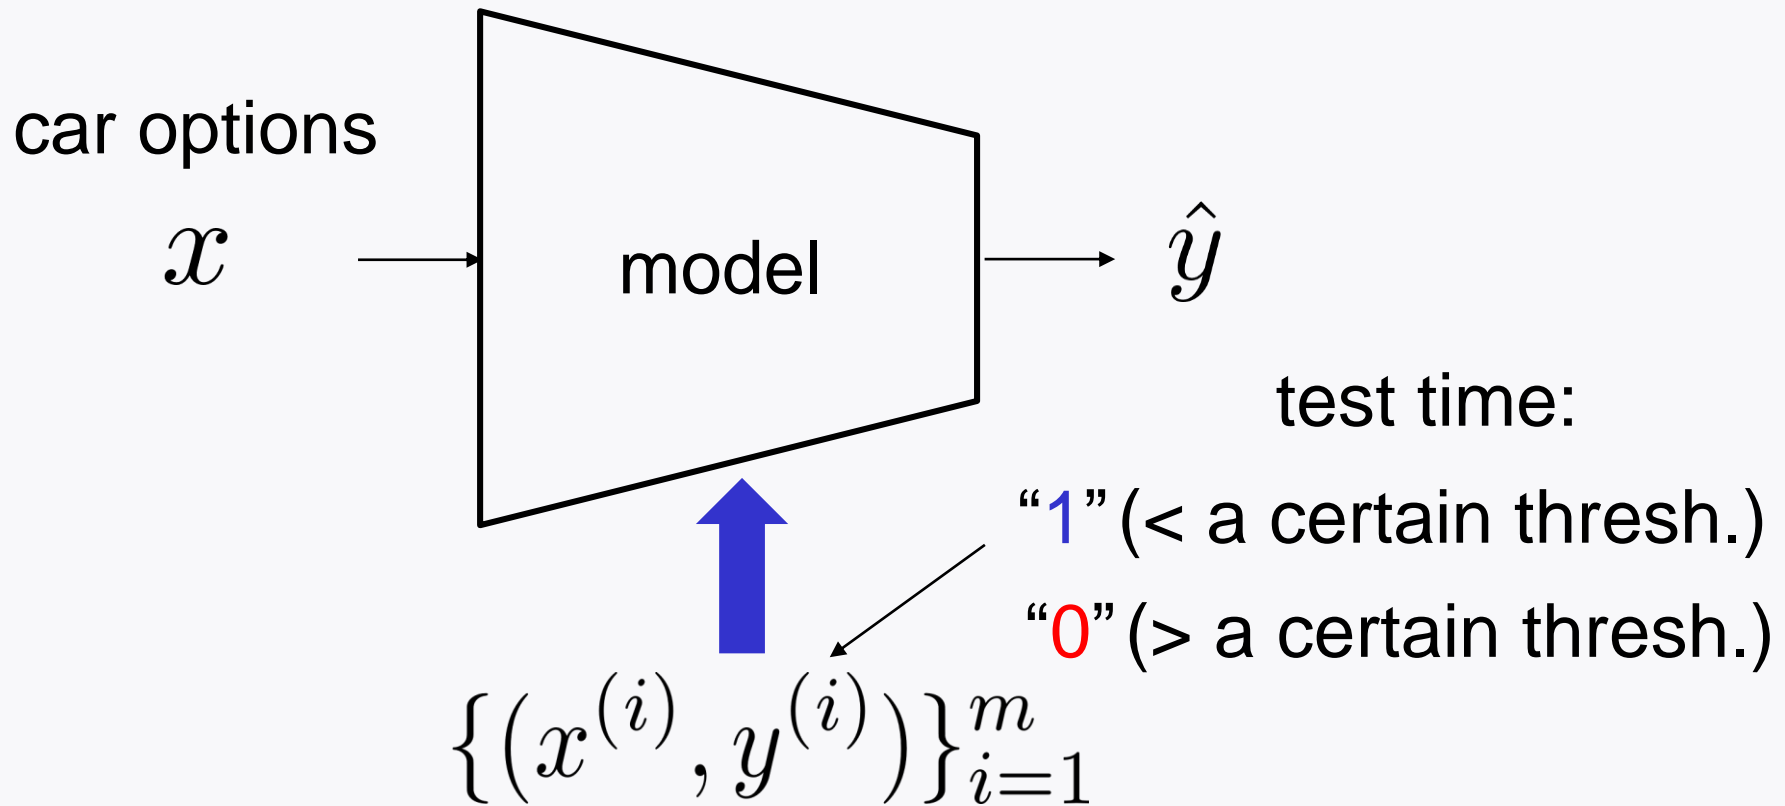 car options
x
model
ŷ
test time:
“1” (< a certain thresh.)
“0” (> a certain thresh.)
{(x^{(i)}, y^{(i)})}_{i=1}^{m}